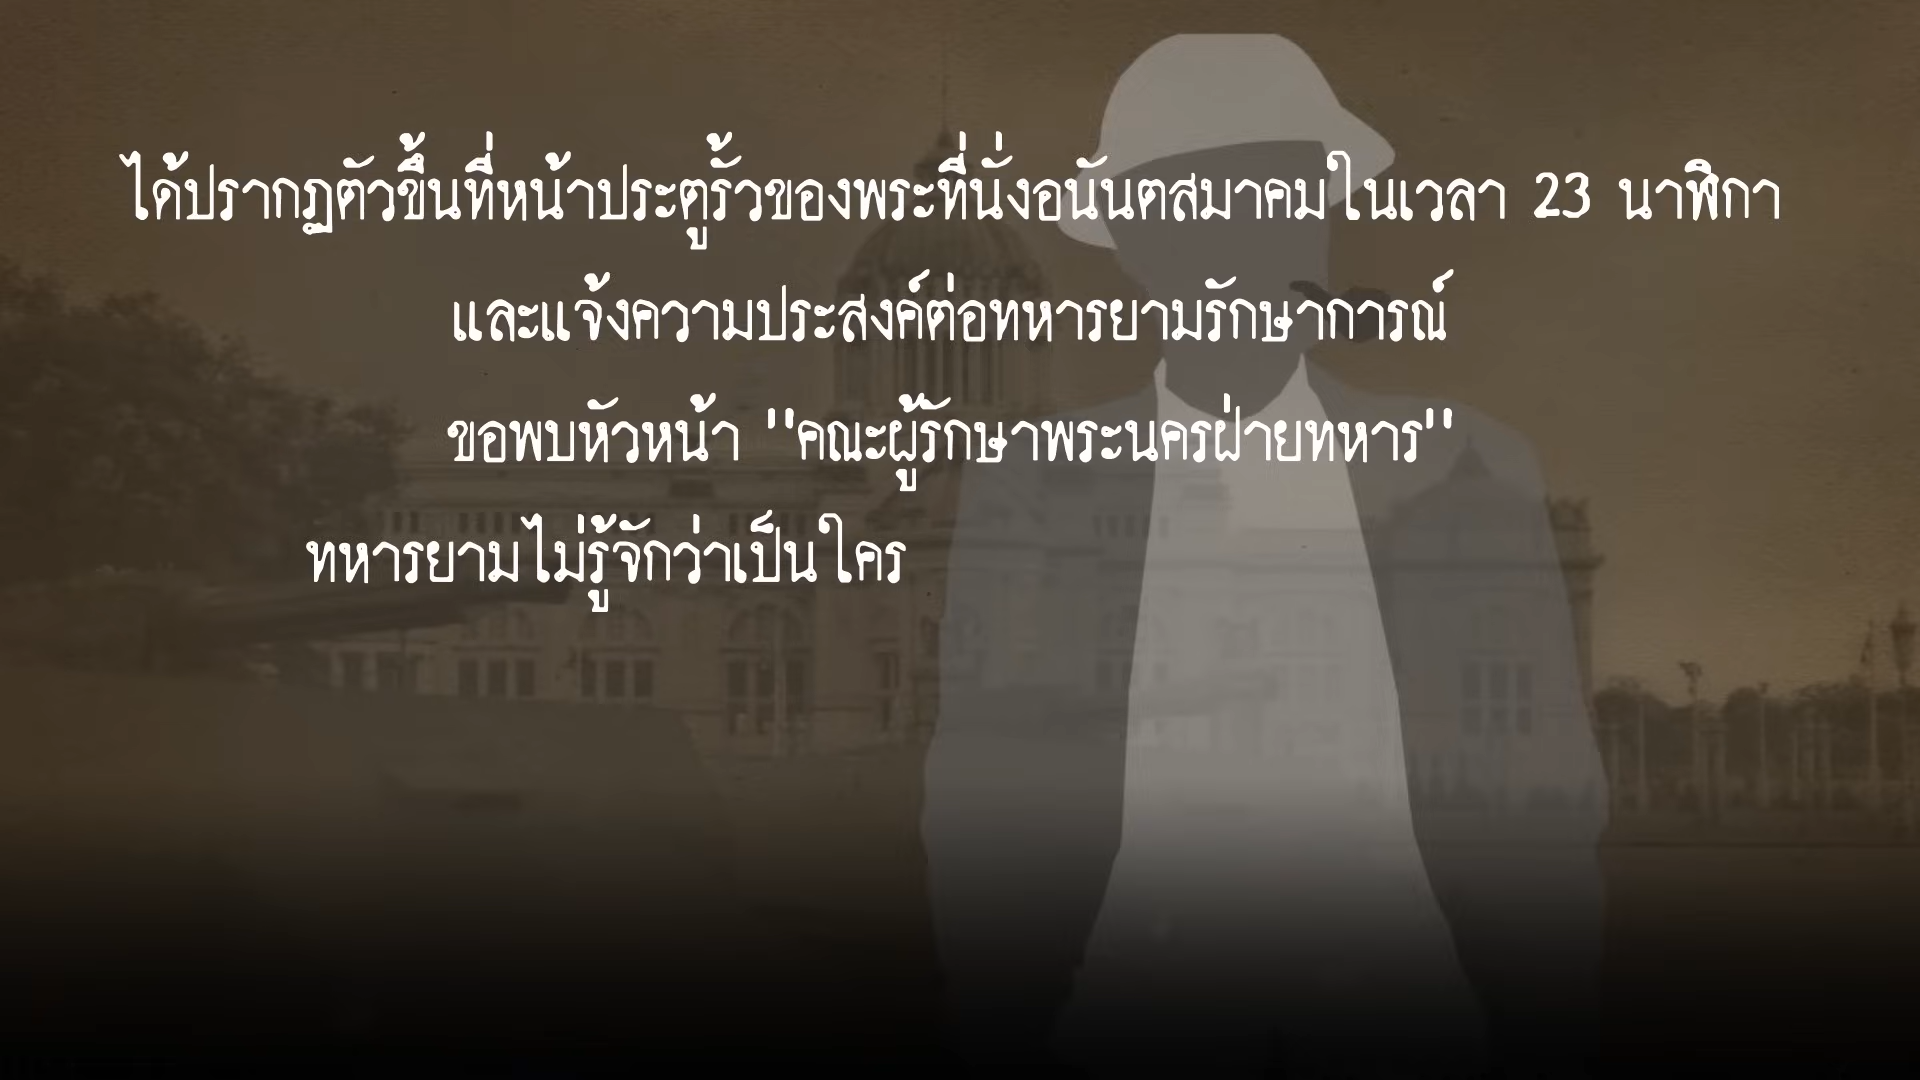 ได้ปรากฏตัวขึ้นที่หน้าประตูรั้วของพระที่นั่งอนันตสมาคมในเวลา 23 นาฬิกา
และแจ้งความประสงค์ต่อทหารยามรักษาการณ์
ขอพบหัวหน้า "คณะผู้รักษาพระนครฝ่ายทหาร"
ทหารยามไม่รู้จักว่าเป็นใคร